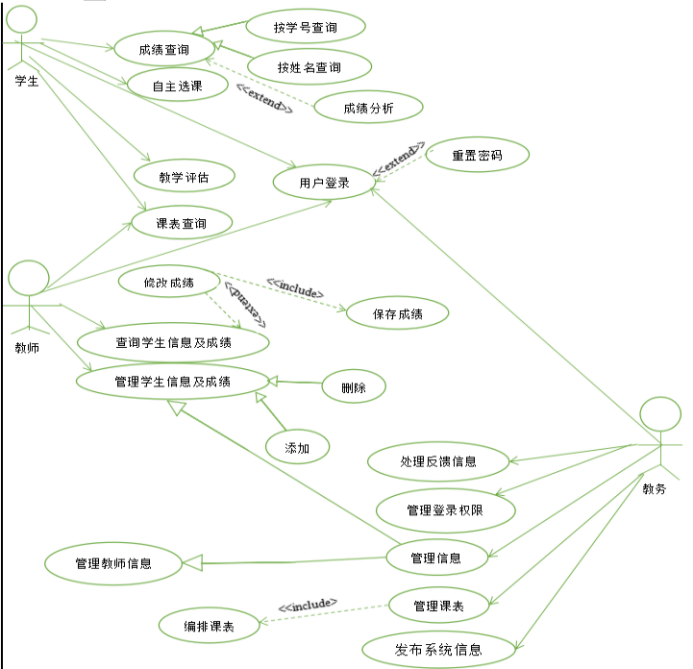 按学号查询
成绩查询
按姓名查询
学生
自主选课
<<extend>>
成绩分析
<<extend>>
重置密码
教学评估
用户登录
课表查询
修改成绩
<<include>>
<<extend>>
保存成绩
教师
查询学生信息及成绩
管理学生信息及成绩
删除
添加
处理反馈信息
教务
管理登录权限
管理信息
管理教师信息
管理课表
<<include>>
编排课表
发布系统信息